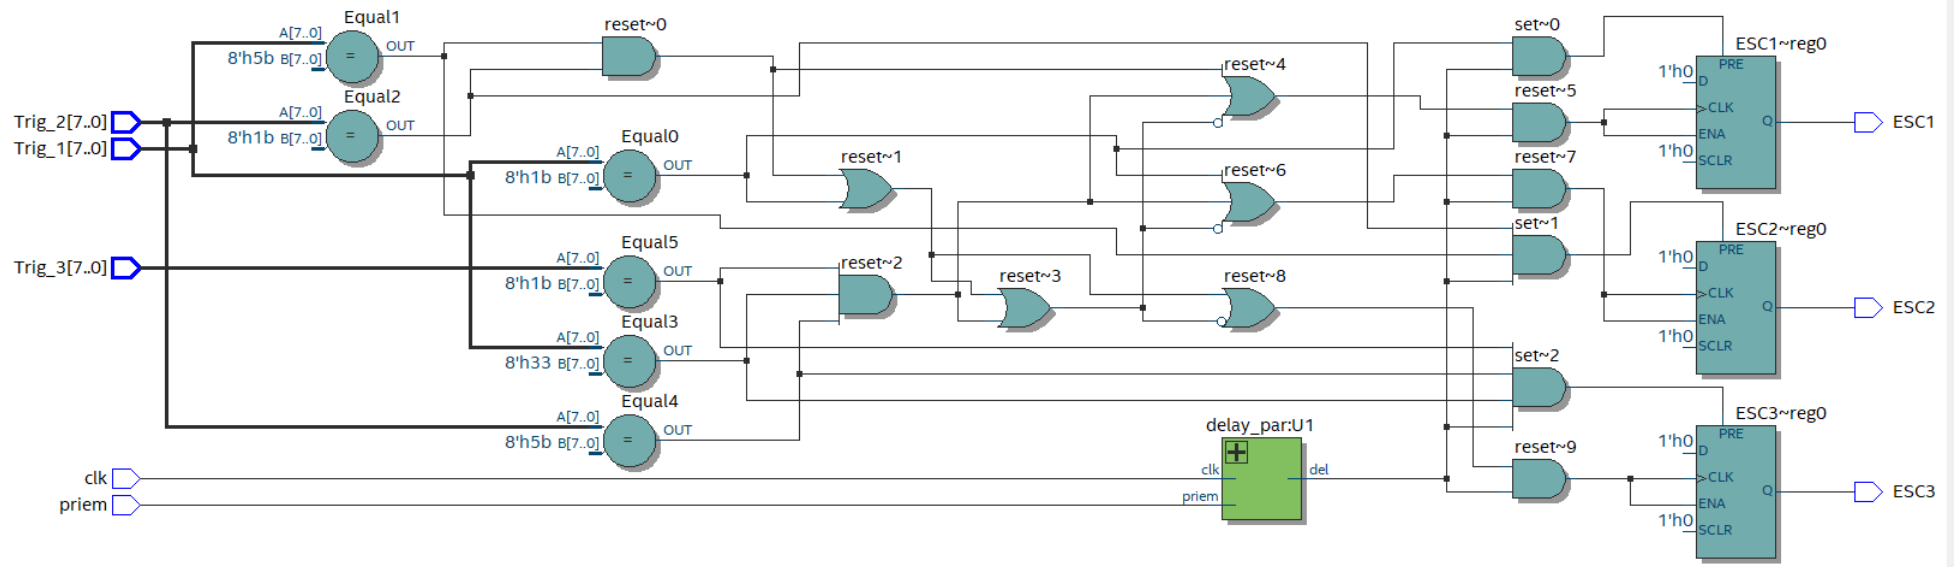 Equal1
A[7..0]
8'h5b B[7..0]
=
OUT
Equal2
A[7..0]
8'h1b B[7..0]
=
OUT
Trig_2[7..0]
Trig_1[7..0]
Trig_3[7..0]
clk
priem
reset~0
Equal0
A[7..0]
8'h1b B[7..0]
=
OUT
Equal5
A[7..0]
8'h1b B[7..0]
=
OUT
Equal3
A[7..0]
8'h33 B[7..0]
=
OUT
Equal4
A[7..0]
8'h5b B[7..0]
=
OUT
reset~1
reset~2
reset~3
reset~4
reset~6
reset~8
delay_par:U1
+
clk
priem
del
set~0
reset~5
reset~7
set~1
set~2
reset~9
ESC1~reg0
PRE
1'h0 D
CLK
ENA
1'h0 SCLR
Q
ESC1
ESC2~reg0
PRE
1'h0 D
CLK
ENA
1'h0 SCLR
Q
ESC2
ESC3~reg0
PRE
1'h0 D
CLK
ENA
1'h0 SCLR
Q
ESC3